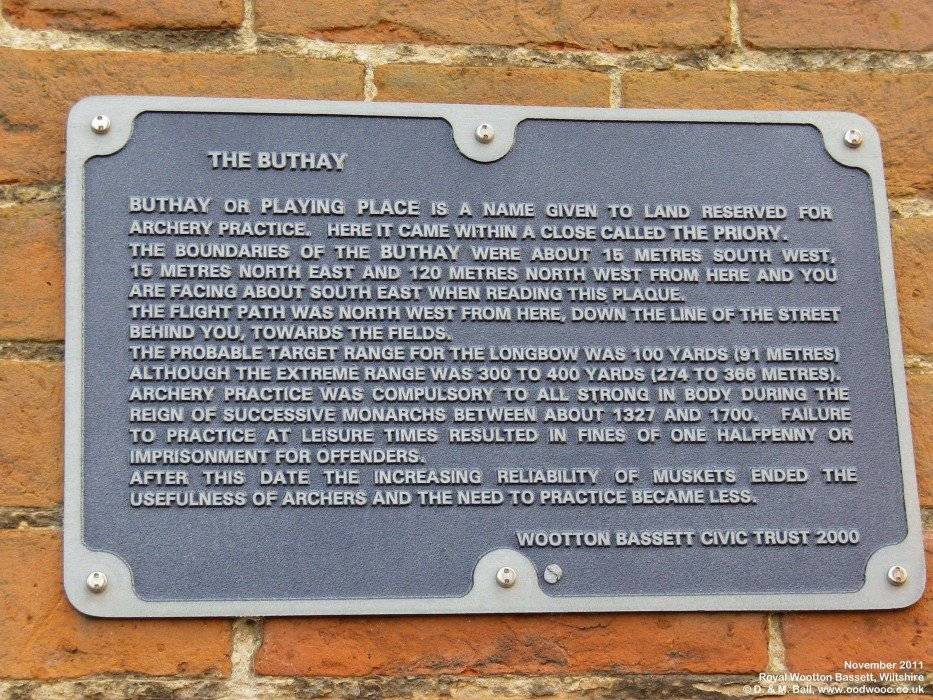 THE BUTHAY
BUTHAY OR PLAYING PLACE IS A NAME GIVEN TO LAND RESERVED FOR
ARCHERY PRACTICE. HERE IT CAME WITHIN A CLOSE CALLED THE PRIORY.
THE BOUNDARIES OF THE BUTHAY WERE ABOUT 15 METRES SOUTH WEST,
15 METRES NORTH EAST AND 120 METRES NORTH WEST FROM HERE AND YOU
ARE FACING ABOUT SOUTH EAST WHEN READING THIS PLAQUE.
THE FLIGHT PATH WAS NORTH WEST FROM HERE, DOWN THE LINE OF THE STREET
BEHIND YOU, TOWARDS THE FIELDS.
THE PROBABLE TARGET RANGE FOR THE LONGBOW WAS 100 YARDS (91 METRES)
ALTHOUGH THE EXTREME RANGE WAS 300 TO 400 YARDS (274 TO 366 METRES).
ARCHERY PRACTICE WAS COMPULSORY TO ALL STRONG IN BODY DURING THE
REIGN OF SUCCESSIVE MONARCHS BETWEEN ABOUT 1327 AND 1700. FAILURE
TO PRACTICE AT LEISURE TIMES RESULTED IN FINES OF ONE HALFPENNY OR
IMPRISONMENT FOR OFFENDERS.
AFTER THIS DATE THE INCREASING RELIABILITY OF MUSKETS ENDED THE
USEFULNESS OF ARCHERS AND THE NEED TO PRACTICE BECAME LESS.
WOOTTON BASSETT CIVIC TRUST 2000
November 2011
Royal Wootton Bassett, Wiltshire
© D. & M. Ball, www.oodwooc.co.uk